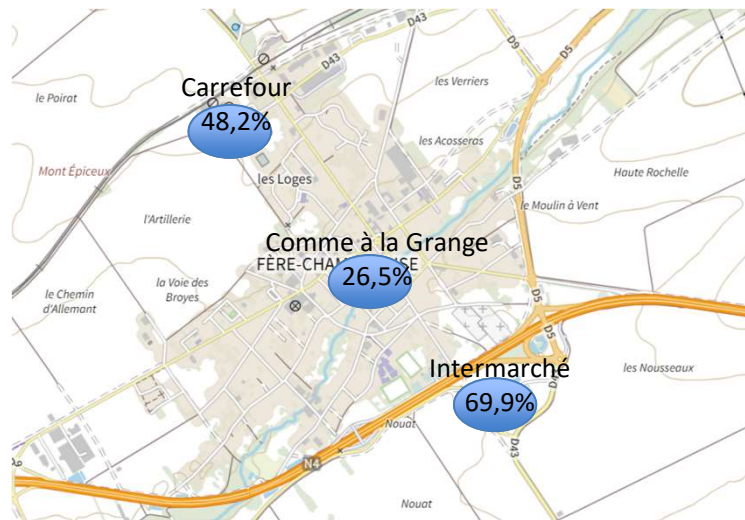 D43
D9
D5
Carrefour
D43
les Verriers
le Poirat
48,2%
les Acosseras
Mont Épiceux
les Loges
Haute Rochelle
D5
l'Artillerie
le Moulin à Vent
Comme à la Grange
la Voie des
Broyes
26,5%
le Chemin
d'Allemant
D5
D5
Intermarché
les Nousseaux
69,9%
Nouat
D43
N4
Nouat